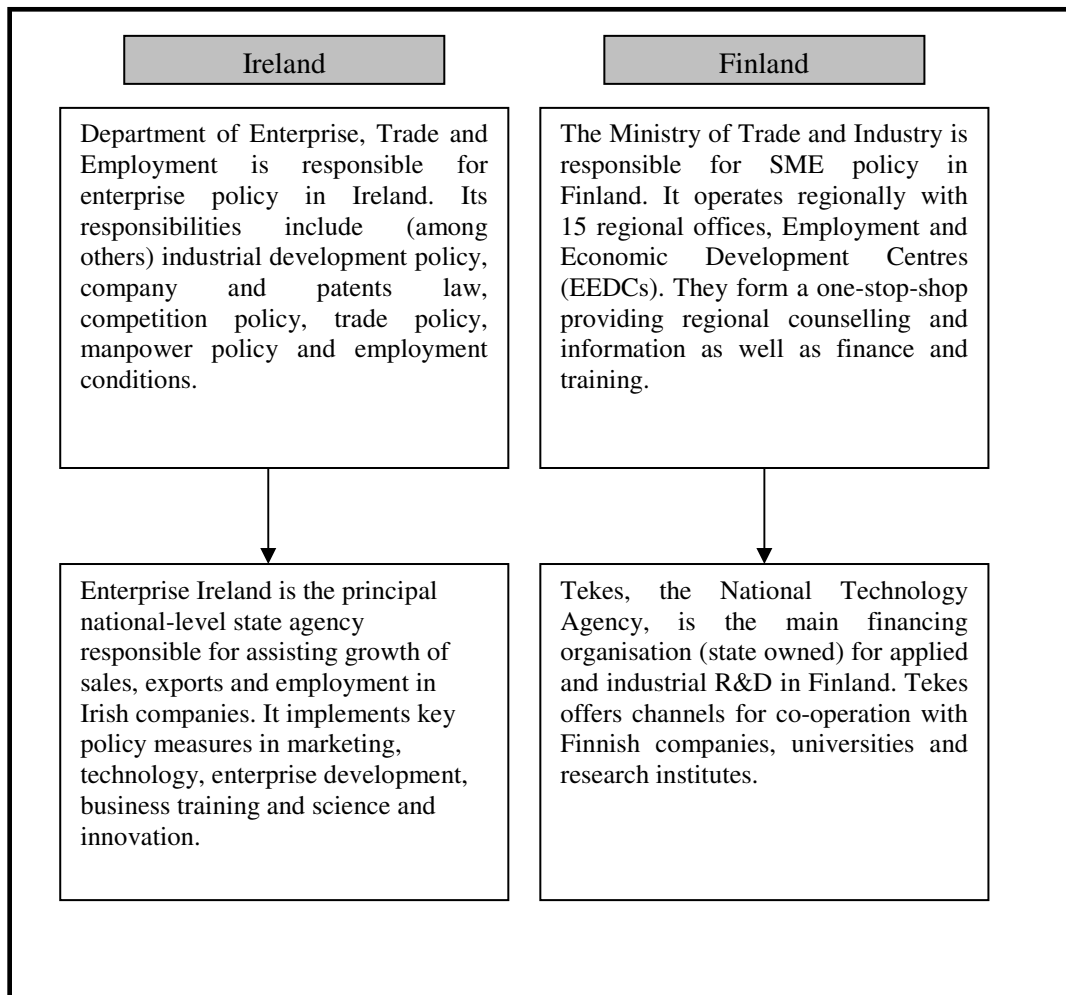 Ireland
Department of Enterprise, Trade and
Employment is responsible for
enterprise policy in Ireland. Its
responsibilities include (among
others) industrial development policy,
company and patents law,
competition policy, trade policy,
manpower policy and employment
conditions.
Enterprise Ireland is the principal
national-level state agency
responsible for assisting growth of
sales, exports and employment in
Irish companies. It implements key
policy measures in marketing,
technology, enterprise development,
business training and science and
innovation.
Finland
The Ministry of Trade and Industry is
responsible for SME policy in
Finland. It operates regionally with
15 regional offices, Employment and
Economic Development Centres
(EEDCs). They form a one-stop-shop
providing regional counselling and
information as well as finance and
training.
Tekes, the National Technology
Agency, is the main financing
organisation (state owned) for applied
and industrial R&D in Finland. Tekes
offers channels for co-operation with
Finnish companies, universities and
research institutes.